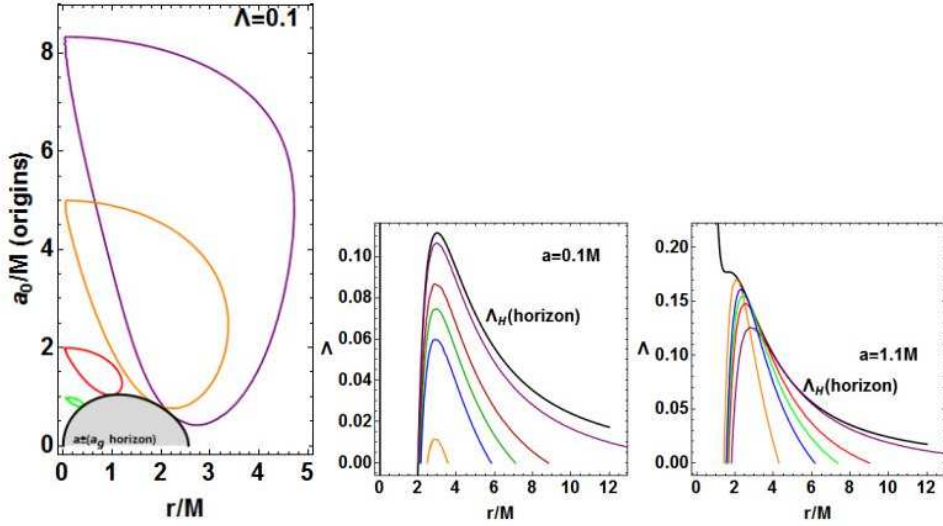 Λ=0.1
8
6
4
2
0
a₀/M (origins)
a±(a_g horizon)
0 1 2 3 4 5
r/M
0.10
0.08
0.06
0.04
0.02
0.00
Λ
a=0.1M
Λ_H(horizon)
0 2 4 6 8 10 12
r/M
0.20
0.15
0.10
0.05
0.00
Λ
a=1.1M
Λ_H(horizon)
0 2 4 6 8 10 12
r/M